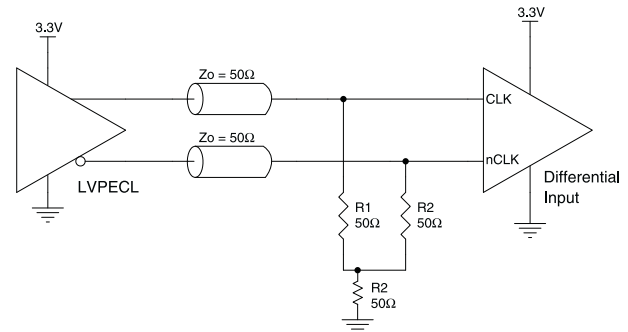 3.3V
3.3V
Zo = 50Ω
CLK
Zo = 50Ω
nCLK
LVPECL
Differential
Input
R1
50Ω
R2
50Ω
R2
50Ω